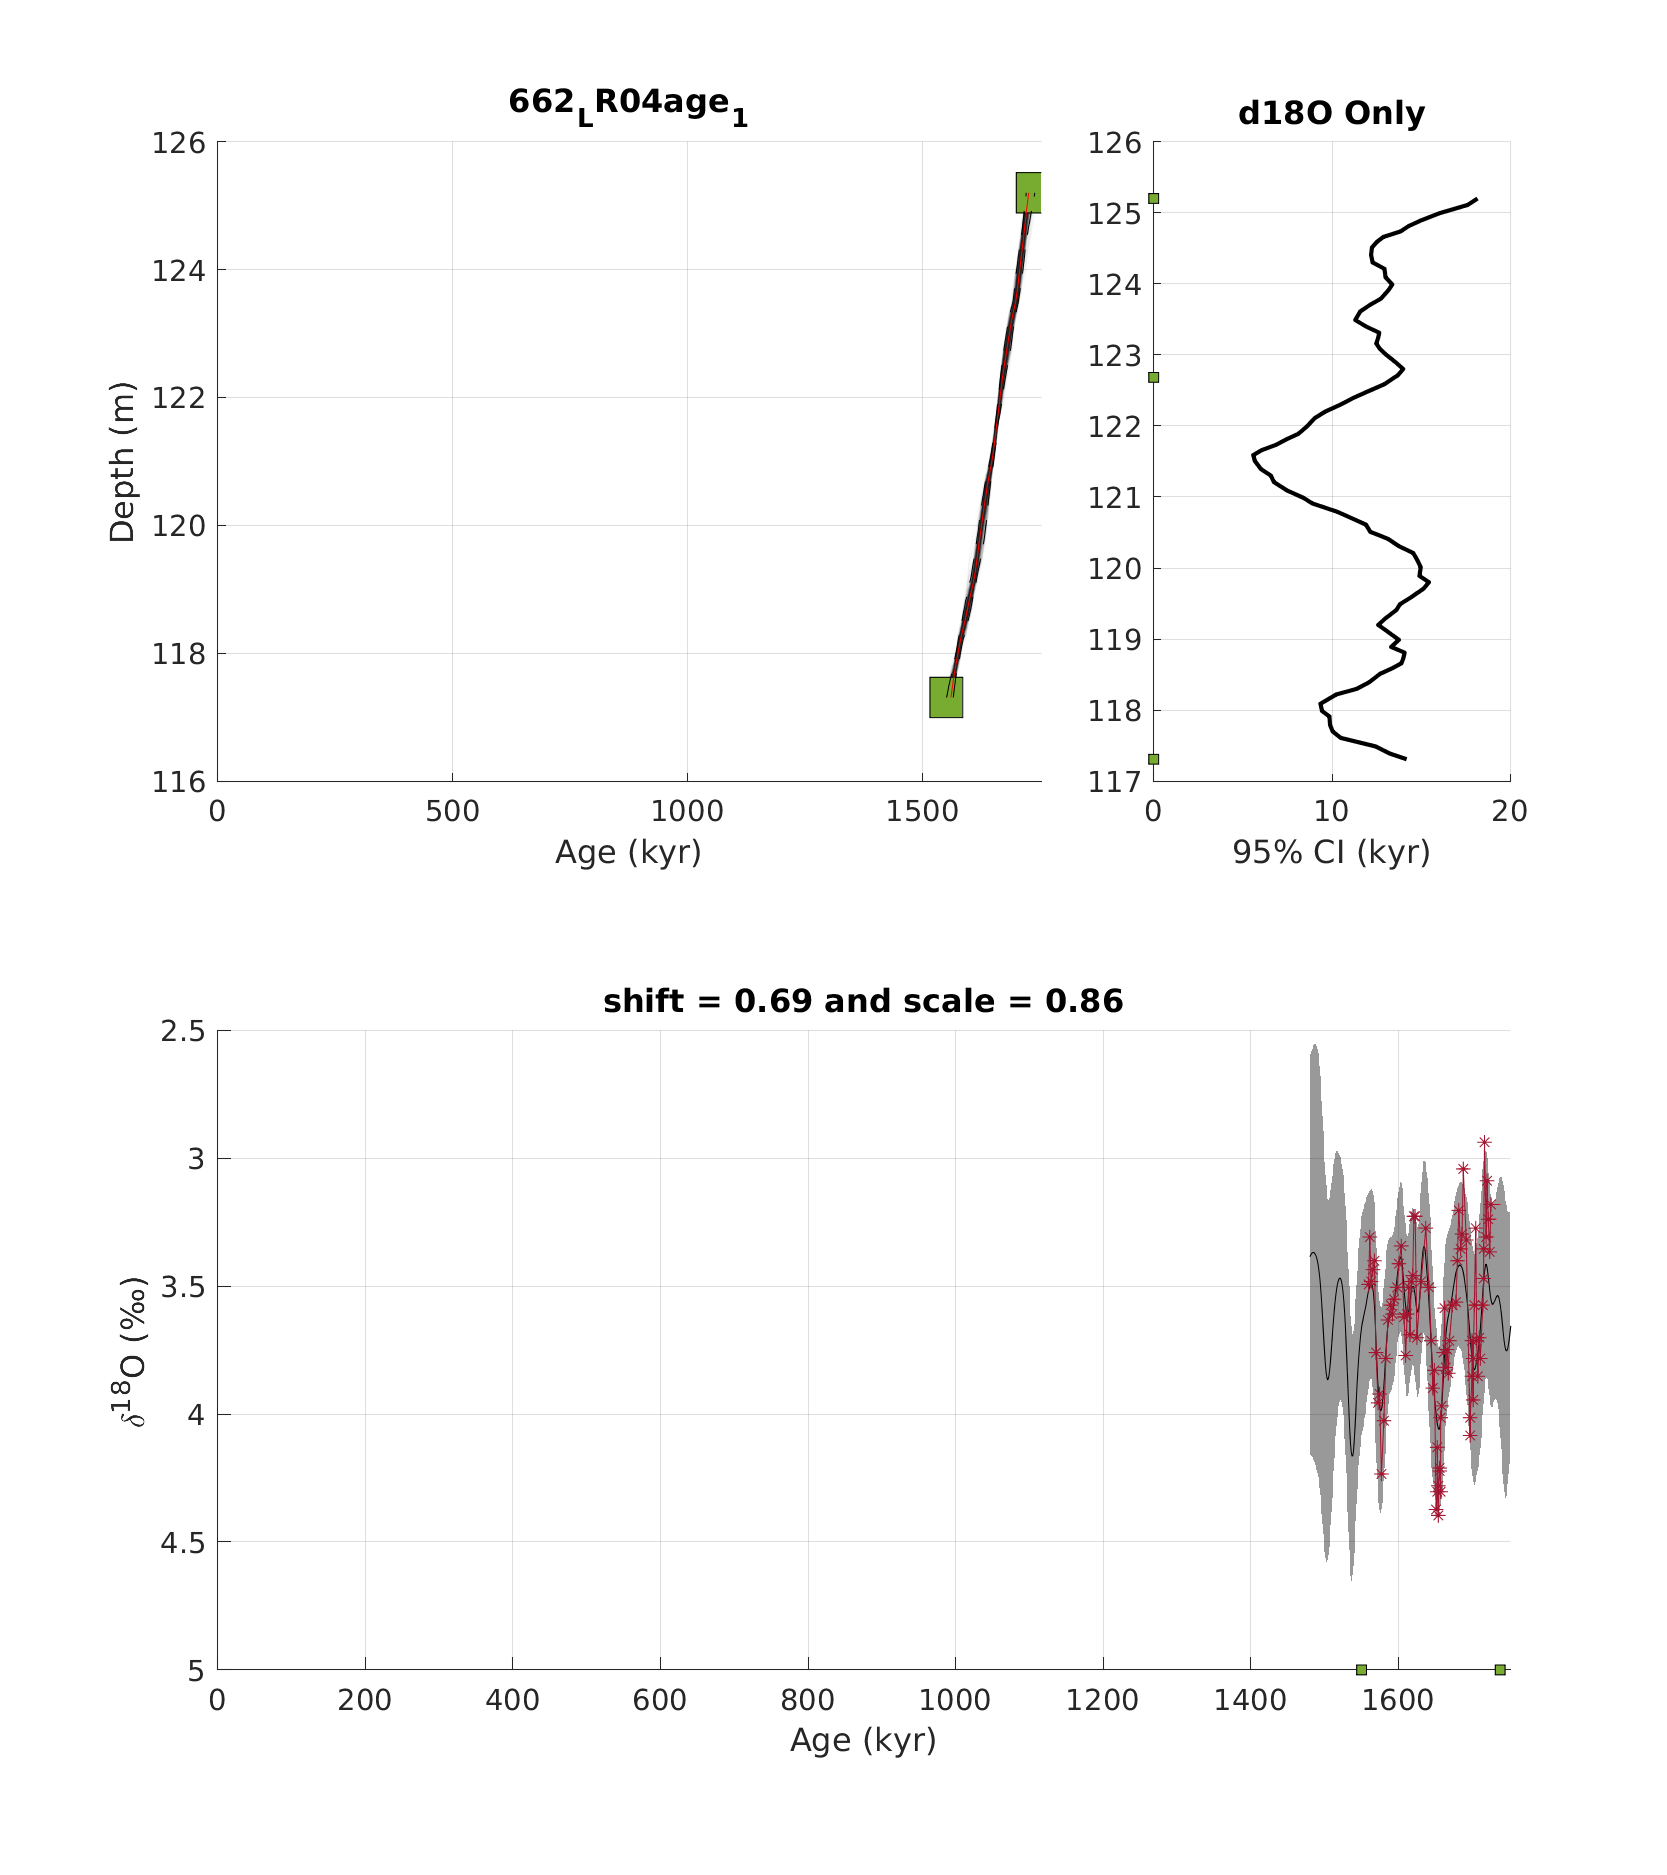 662_LR04age_1
126
124
122
120
118
116
Depth (m)
0 500 1000 1500
Age (kyr)
d18O Only
126
125
124
123
122
121
120
119
118
117
0 10 20
95% CI (kyr)
shift = 0.69 and scale = 0.86
2.5
3
3.5
4
4.5
5
δ¹⁸O (‰)
0 200 400 600 800 1000 1200 1400 1600
Age (kyr)